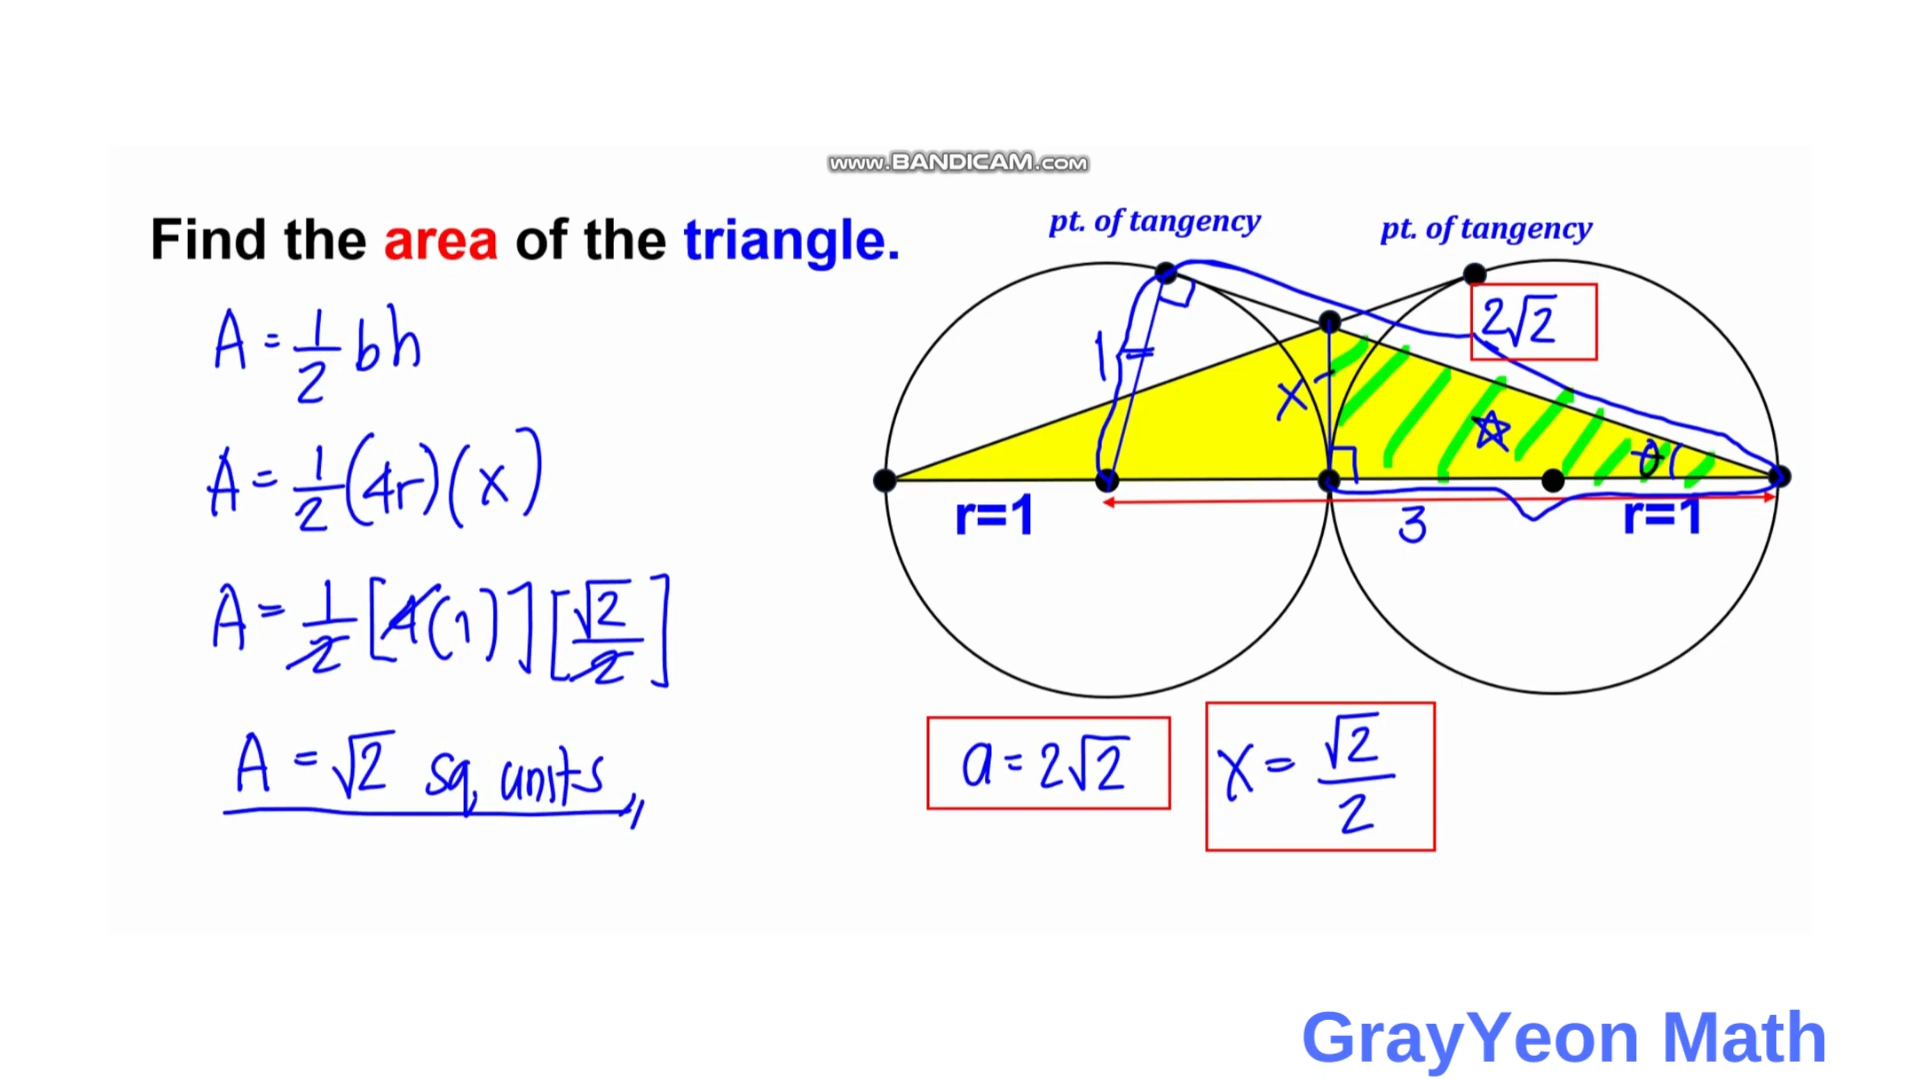 www.BANDICAM.com
Find the area of the triangle.
pt. of tangency
pt. of tangency
A = 1/2 bh
A = 1/2 (4r)(x)
A = 1/2 [4(1)] [√2/2]
A = √2 sq. units
1
x
2√2
θ
r=1
3
r=1
a = 2√2
x = √2/2
GrayYeon Math